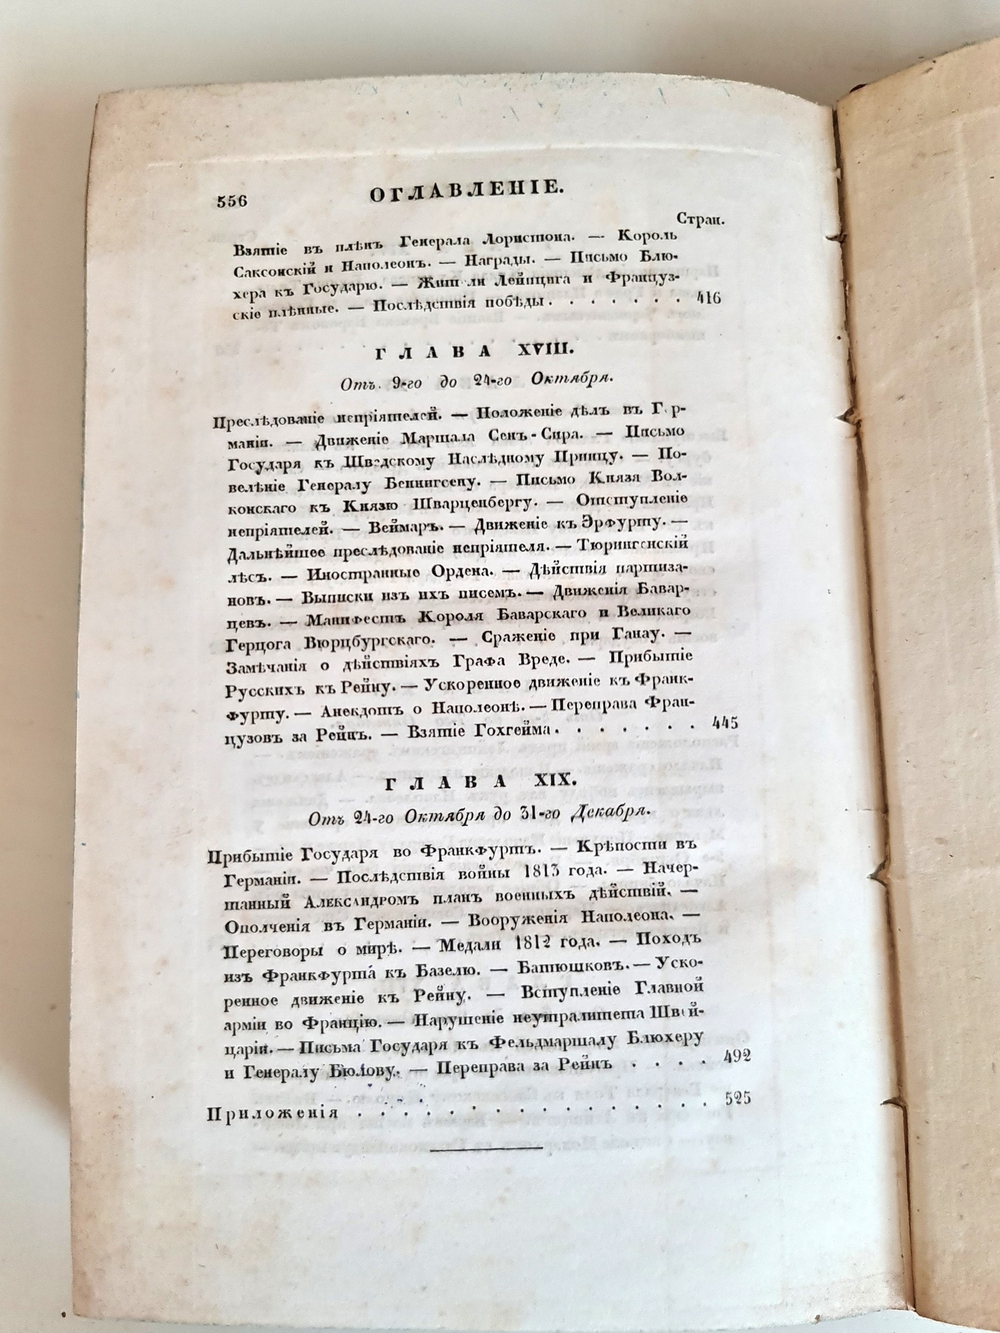 556
ОГЛАВЛЕНІЕ.
Стран.
Взятіе въ плѣнъ Генерала Лористона. — Король
Саксонскій и Наполеонъ. — Награды. — Письмо Блю-
хера къ Государю. — Жители Лейпцига и Француз-
скіе плѣнные. — Послѣдствія побѣды. . . . . . . 416
ГЛАВА XVIII.
Отъ 9-го до 24-го Октября.
Преслѣдованіе непріятелей. — Положеніе дѣлъ въ Гер-
маніи. — Движеніе Маршала Сенъ-Сира. — Письмо
Государя къ Шведскому Наслѣдному Принцу. — По-
велѣніе Генералу Беннигсену. — Письмо Князя Вол-
конскаго къ Князю Шварценбергу. — Отступленіе
непріятелей. — Веймаръ. — Движеніе къ Эрфурту. —
Дальнѣйшее преслѣдованіе непріятеля. — Тюрингенскій
лѣсъ. — Иностранные Ордена. — Дѣйствія партиза-
новъ. — Выписки изъ ихъ писемъ. — Движенія Бавар-
цевъ. — Манифестъ Короля Баварскаго и Великаго
Герцога Вюрцбургскаго. — Сраженіе при Ганау. —
Замѣчанія о дѣйствіяхъ Графа Вреде. — Прибытіе
Русскихъ къ Рейну. — Ускоренное движеніе къ Франк-
фурту. — Анекдотъ о Наполеонѣ. — Переправа Фран-
цузовъ за Рейнъ. — Взятіе Гохгейма. . . . . . . 445
ГЛАВА XIX.
Отъ 24-го Октября до 31-го Декабря.
Прибытіе Государя во Франкфуртъ. — Крѣпости въ
Германіи. — Послѣдствія войны 1813 года. — Начер-
танный Александромъ планъ военныхъ дѣйствій. —
Ополченія въ Германіи. — Вооруженія Наполеона. —
Переговоры о мирѣ. — Медали 1812 года. — Походъ
изъ Франкфурта къ Базелю. — Батюшковъ. — Уско-
ренное движеніе къ Рейну. — Вступленіе Главной
арміи во Францію. — Нарушеніе неутралитета Швей-
царіи. — Письма Государя къ Фельдмаршалу Блюхеру
и Генералу Бюлову. — Переправа за Рейнъ . . . . 492
Приложенія . . . . . . . . . . . . . . 525